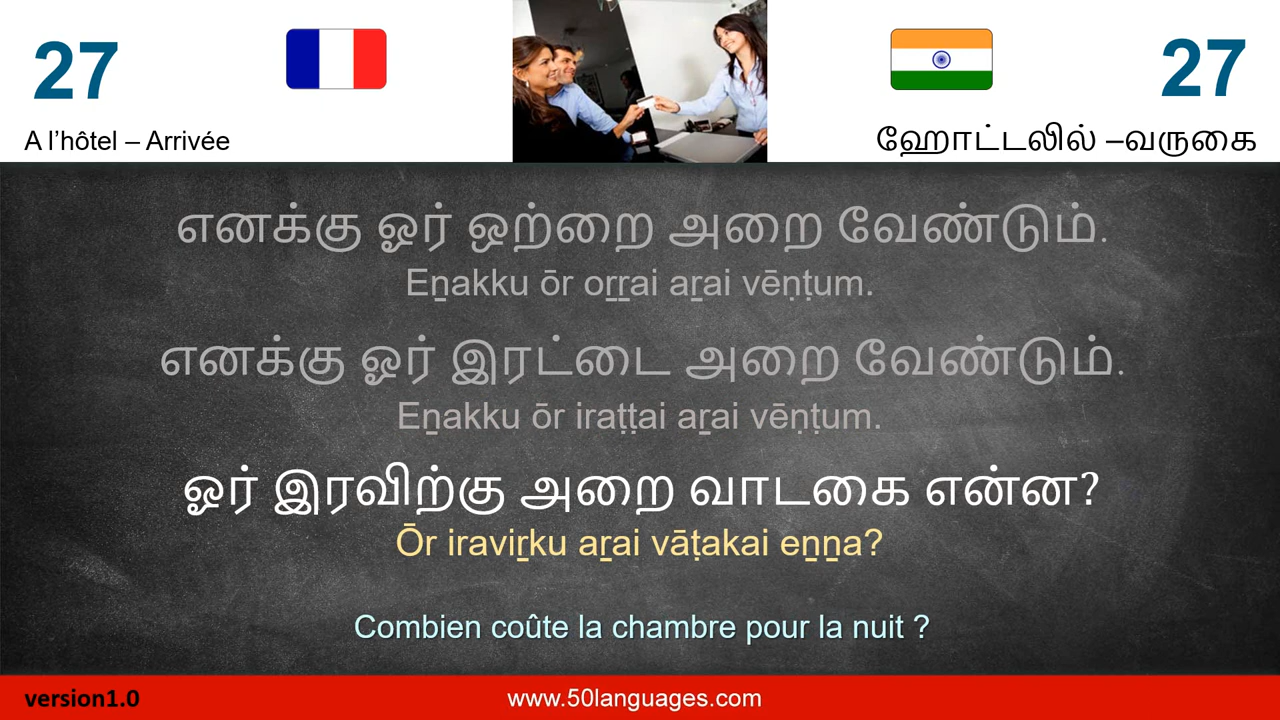 27
27
A l’hôtel – Arrivée
ஹோட்டலில் –வருகை
எனக்கு ஓர் ஒற்றை அறை வேண்டும்.
Eṉakku ōr oṟṟai aṟai vēṇṭum.
எனக்கு ஓர் இரட்டை அறை வேண்டும்.
Eṉakku ōr iraṭṭai aṟai vēṇṭum.
ஓர் இரவிற்கு அறை வாடகை என்ன?
Ōr iraviṟku aṟai vāṭakai eṉṉa?
Combien coûte la chambre pour la nuit ?
version1.0
www.50languages.com